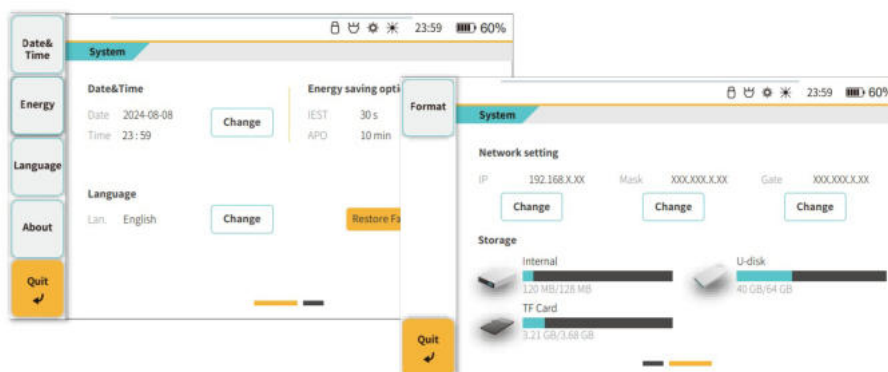 23:59 60%
Date&
Time
System
Date&Time
Date 2024-08-08
Time 23:59
Change
Energy saving opti
IEST 30 s
APO 10 min
Energy
Language
Language
Lan. English
Change
Restore Fa
About
Quit
23:59 60%
Format
System
Network setting
IP 192.168.X.XX
Mask XXX.XXX.X.XX
Gate XXX.XXX.X.XX
Change
Change
Change
Storage
Internal
120 MB/128 MB
U-disk
40 GB/64 GB
TF Card
3.21 GB/3.68 GB
Quit